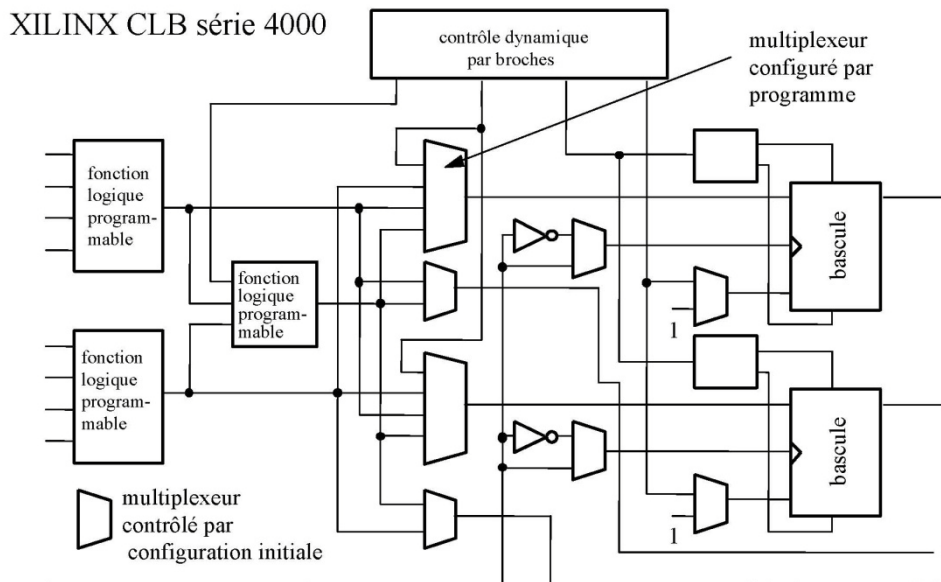 XILINX CLB série 4000
contrôle dynamique
par broches
multiplexeur
configuré par
programme
fonction
logique
program-
mable
fonction
logique
program-
mable
fonction
logique
program-
mable
bascule
1
bascule
1
multiplexeur
contrôlé par
configuration initiale